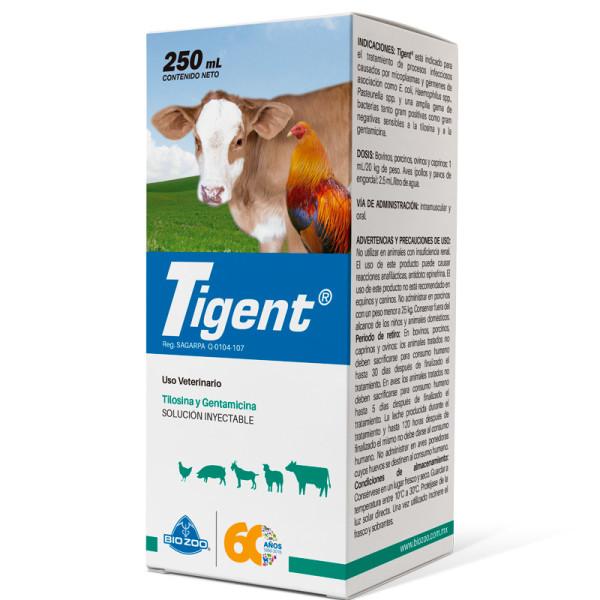 250 mL
CONTENIDO NETO
Tigent®
Reg. SAGARPA Q-0104-107
Uso Veterinario
Tilosina y Gentamicina
SOLUCIÓN INYECTABLE
BIOZOO
60 AÑOS
INDICACIONES: Tigent® está indicado para
el tratamiento de procesos infecciosos
causados por micoplasmas y gérmenes de
asociación como E. coli, Haemophilus spp.,
Pasteurella spp. y una amplia gama de
bacterias tanto gram positivas como gram
negativas sensibles a la tilosina y a la
gentamicina.
DOSIS: Bovinos, porcinos, ovinos y caprinos: 1
mL/20 kg de peso. Aves (pollos y pavos de
engorda): 2.5 mL/litro de agua.
VÍA DE ADMINISTRACIÓN: Intramuscular y
oral.
ADVERTENCIAS Y PRECAUCIONES DE USO:
No utilizar en animales con insuficiencia renal.
El uso de este producto puede causar
reacciones anafilácticas; antídoto: epinefrina. El
uso de este producto no está recomendado en
equinos y caninos. No administrar en porcinos
con un peso menor a 25 kg. Conservar fuera del
alcance de los niños y animales domésticos.
Periodo de retiro: En bovinos, porcinos,
caprinos y ovinos: los animales tratados no
deben sacrificarse para consumo humano
hasta 30 días después de finalizado el
tratamiento. En aves: los animales tratados no
deben sacrificarse para consumo humano
hasta 5 días después de finalizado el
tratamiento. La leche producida durante el
tratamiento y hasta 120 horas después de
finalizado el mismo no debe darse al consumo
humano. No administrar en aves ponedoras
cuyos huevos se destinen al consumo humano.
Condiciones de almacenamiento:
Consérvese en un lugar fresco y seco. Guardar a
temperatura entre 10°C a 30°C. Protéjase de la
luz solar directa. Una vez utilizado incinere el
frasco y sobrantes.
www.biozoo.com.mx